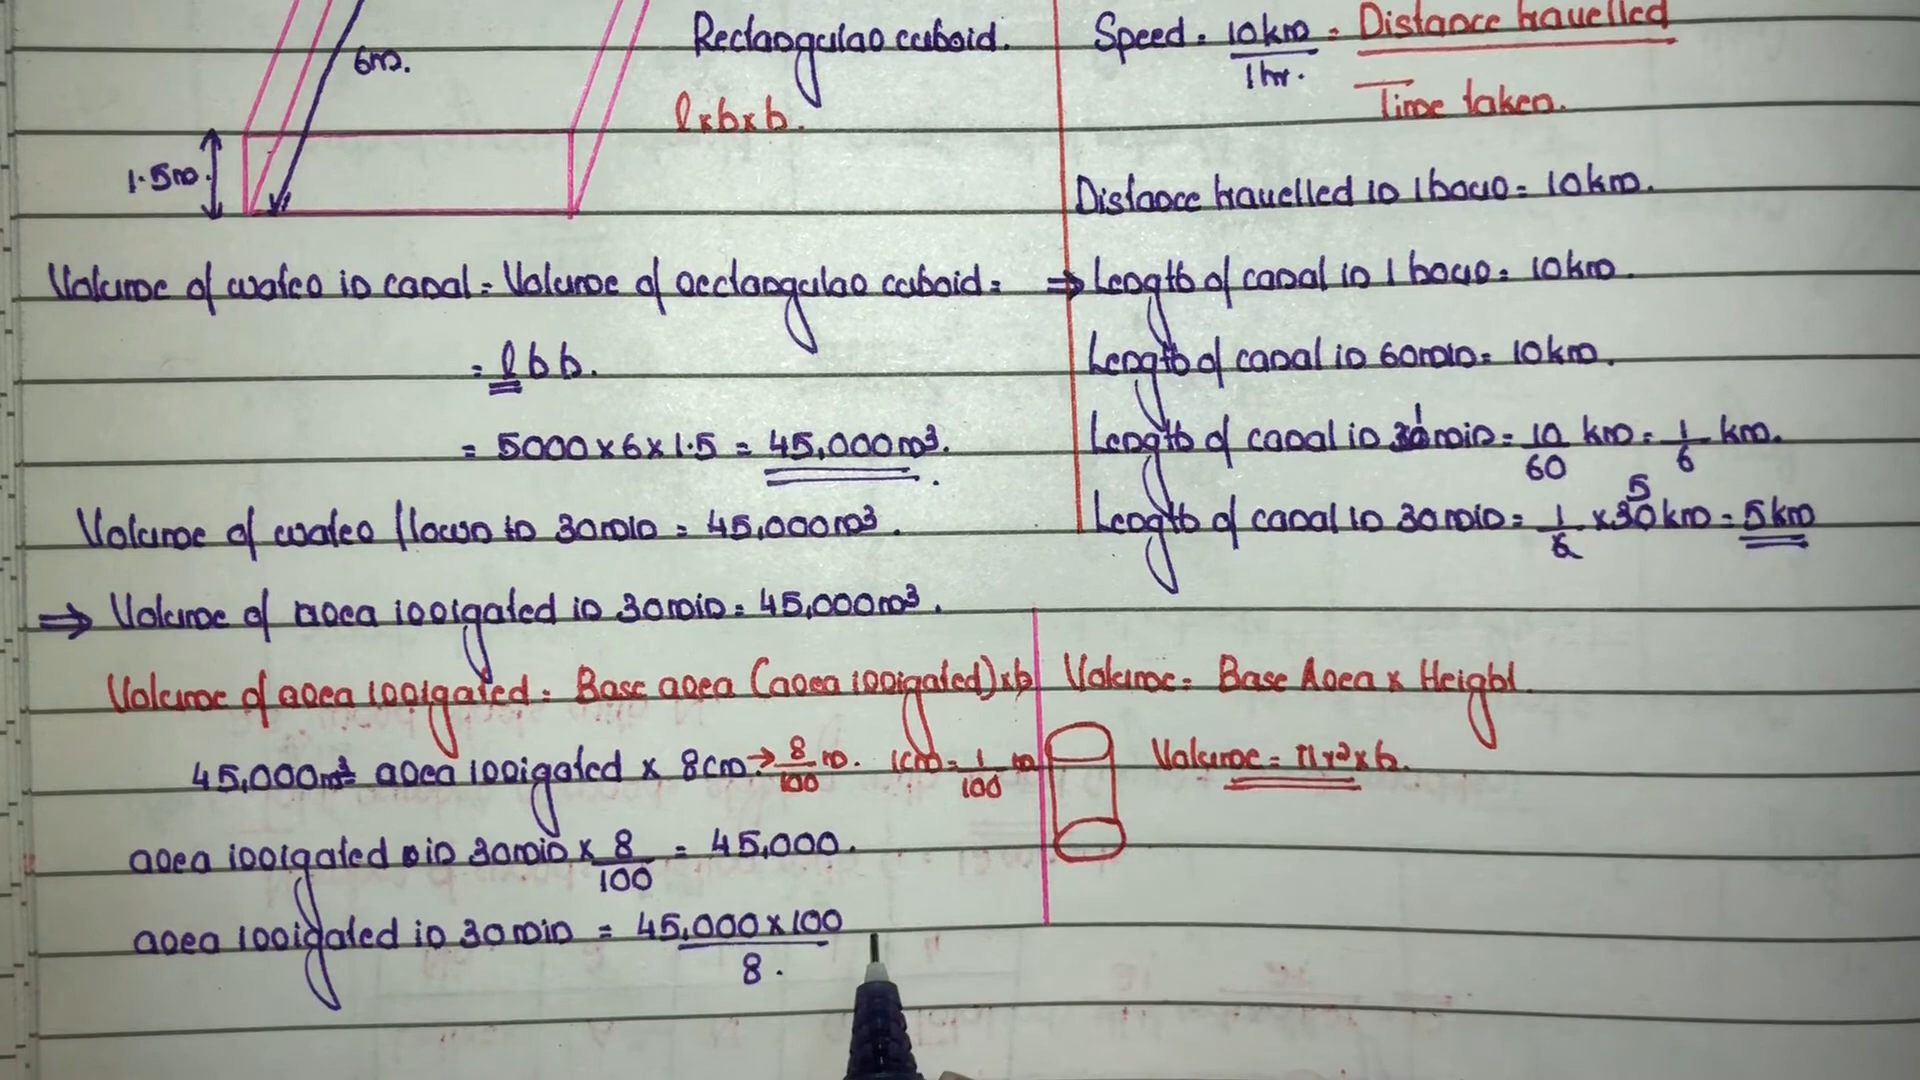 6m.
1.5m.
Rectangular cuboid.
l×b×h.
Speed = 10km/1hr. = Distance travelled/Time taken.
Distance travelled in 1 hour = 10km.
Volume of water in canal = Volume of rectangular cuboid =
= lbh.
= 5000×6×1.5 = 45,000m³.
⇒ Length of canal in 1 hour = 10km.
Length of canal in 60min = 10km.
Length of canal in 1min = 10/60 km = 1/6 km.
Length of canal in 30min = 1/6 ×30km = 5km
5
Volume of water flown in 30min = 45,000m³.
⇒ Volume of area irrigated in 30min = 45,000m³.
Volume of area irrigated = Base area (area irrigated)×h
45,000m³ = area irrigated × 8cm → 8/100 m. 1cm = 1/100 m
area irrigated in 30min × 8/100 = 45,000.
area irrigated in 30min = 45,000×100/8.
Volume = Base Area × Height.
Volume = πr²×h.